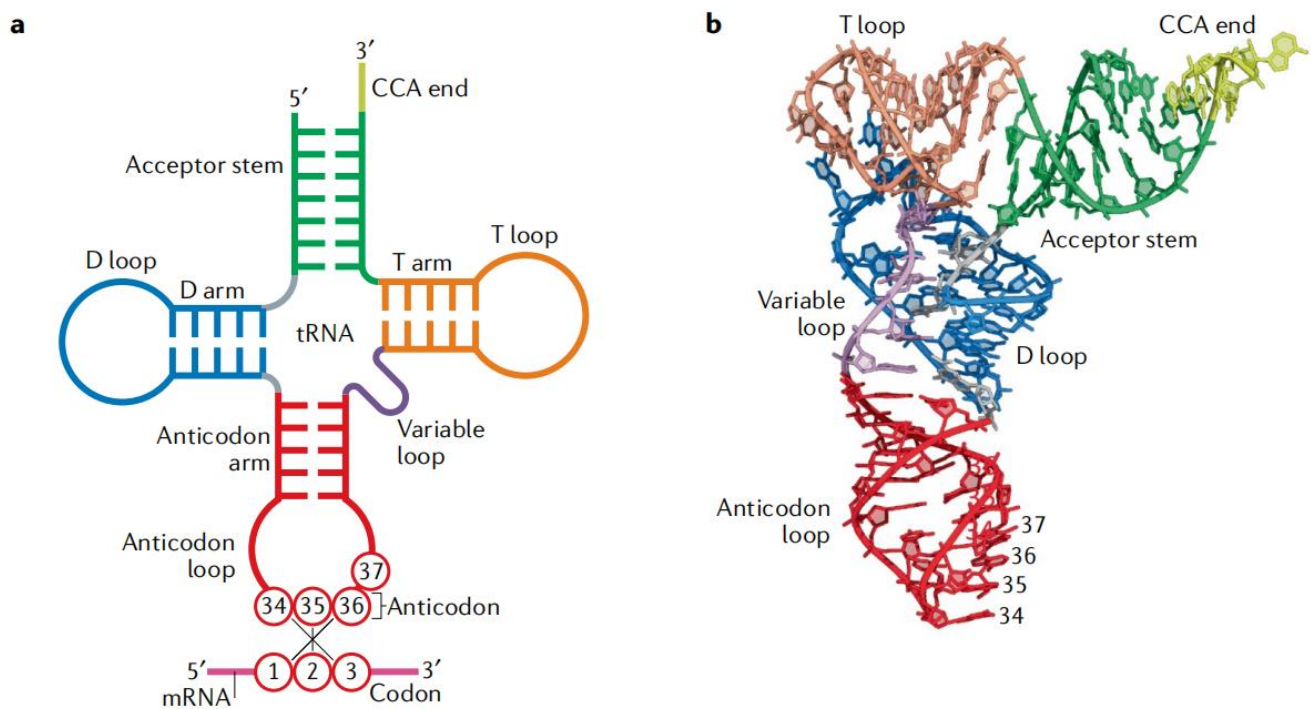 a
3′
5′
CCA end
Acceptor stem
T loop
D loop
T arm
D arm
tRNA
Anticodon
arm
Variable
loop
Anticodon
loop
37
34 35 36
Anticodon
5′
1 2 3
3′
mRNA
Codon
b
T loop
CCA end
Acceptor stem
Variable
loop
D loop
Anticodon
loop
37
36
35
34